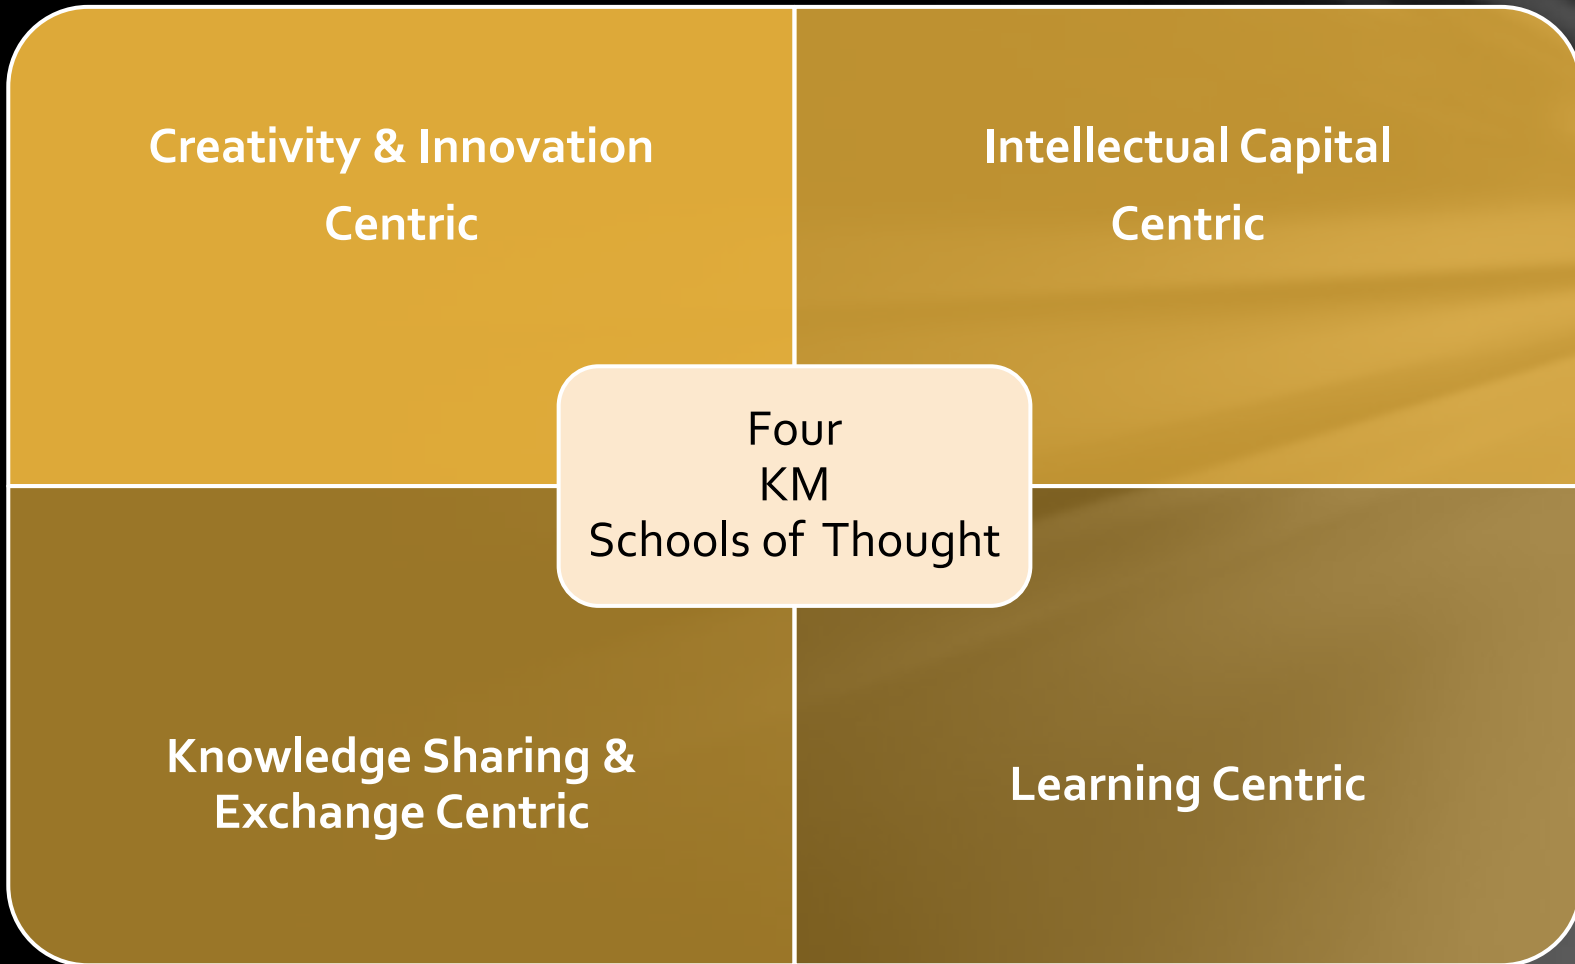 Creativity & Innovation
Centric
Intellectual Capital
Centric
Four
KM
Schools of Thought
Knowledge Sharing &
Exchange Centric
Learning Centric